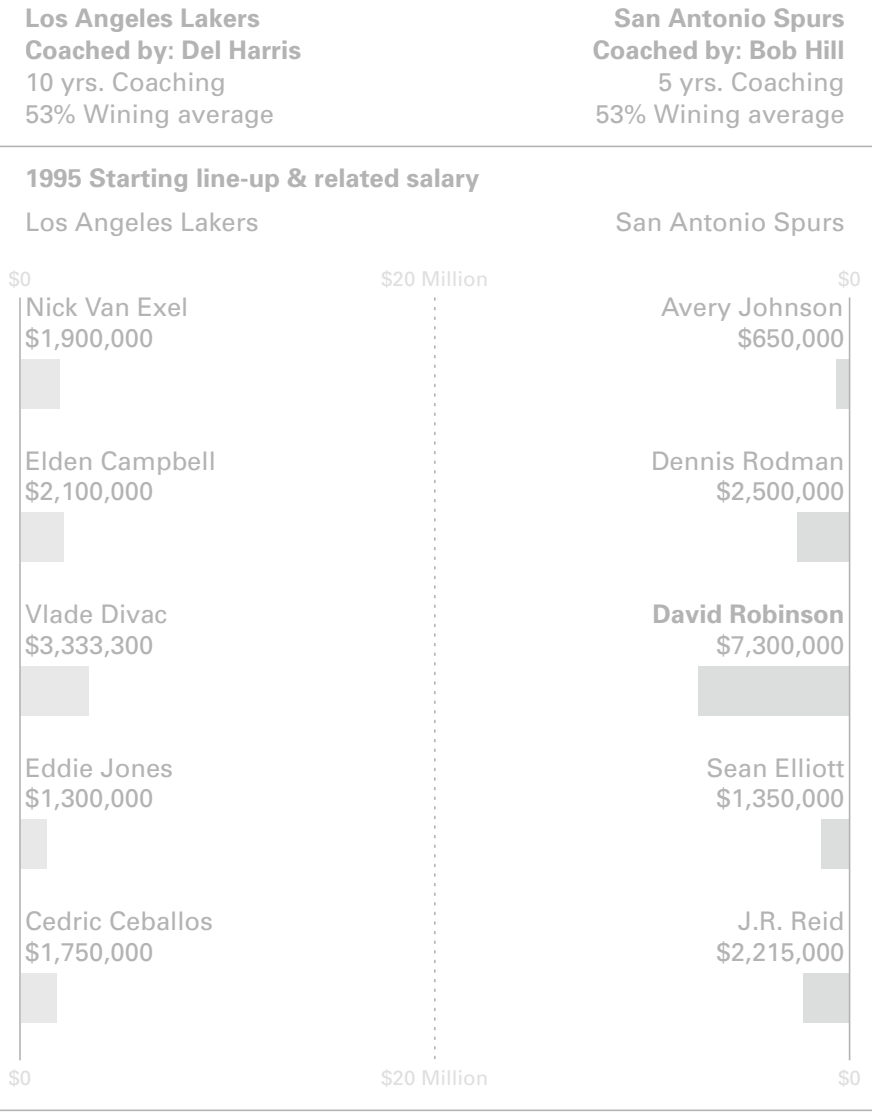 Los Angeles Lakers
Coached by: Del Harris
10 yrs. Coaching
53% Wining average
San Antonio Spurs
Coached by: Bob Hill
5 yrs. Coaching
53% Wining average
1995 Starting line-up & related salary
Los Angeles Lakers
San Antonio Spurs
$0 $20 Million $0
Nick Van Exel
$1,900,000
Avery Johnson
$650,000
Elden Campbell
$2,100,000
Dennis Rodman
$2,500,000
Vlade Divac
$3,333,300
David Robinson
$7,300,000
Eddie Jones
$1,300,000
Sean Elliott
$1,350,000
Cedric Ceballos
$1,750,000
J.R. Reid
$2,215,000
$0 $20 Million $0